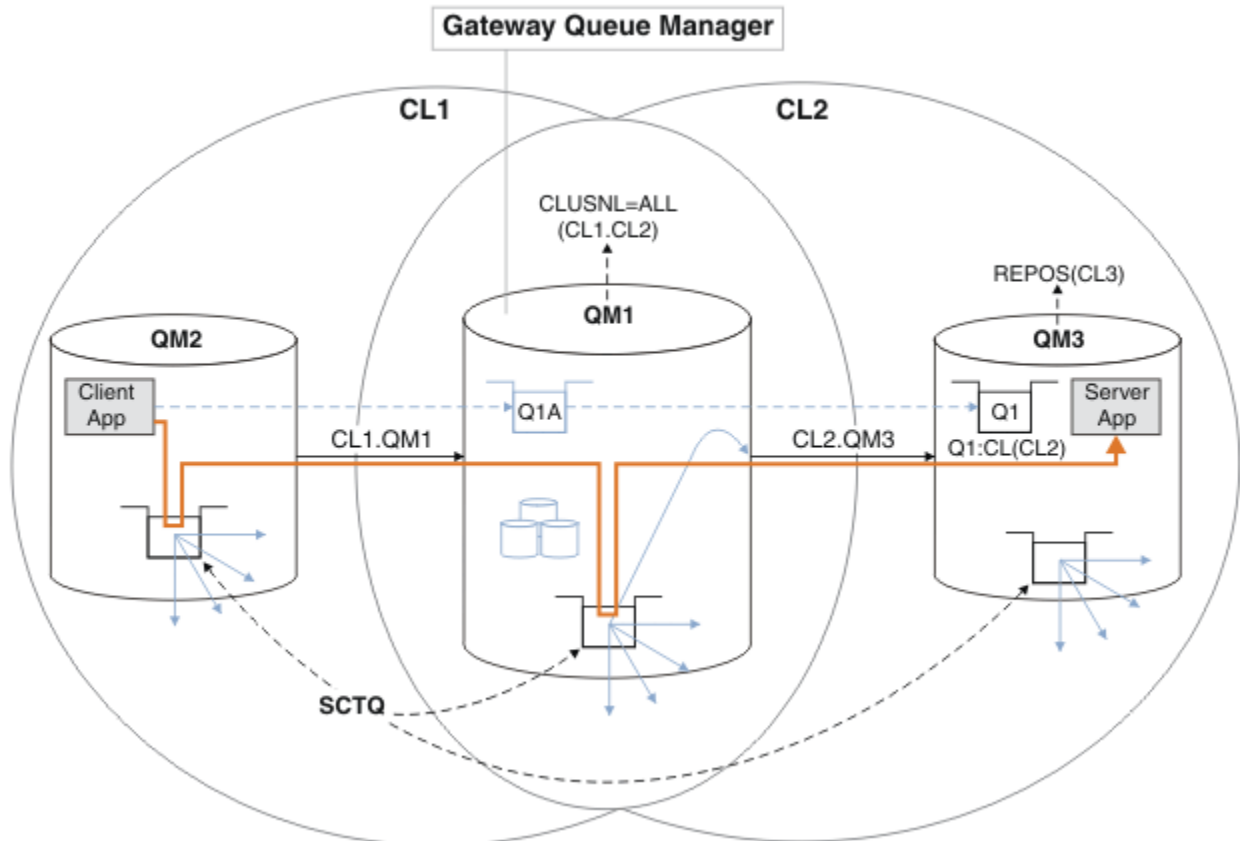 Gateway Queue Manager
CL1
CL2
CLUSNL=ALL
(CL1.CL2)
REPOS(CL3)
QM2
QM1
QM3
Client
App
Q1A
Q1
Server
App
CL1.QM1
CL2.QM3
Q1:CL(CL2)
SCTQ